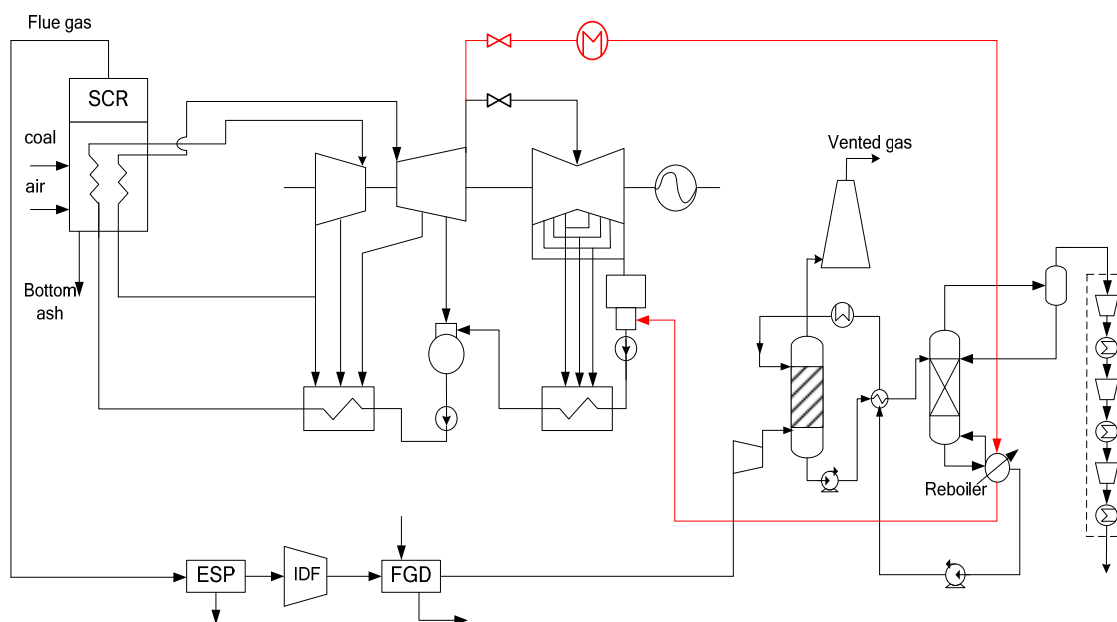 Flue gas
SCR
coal
air
Bottom
ash
Vented gas
Reboiler
ESP
IDF
FGD